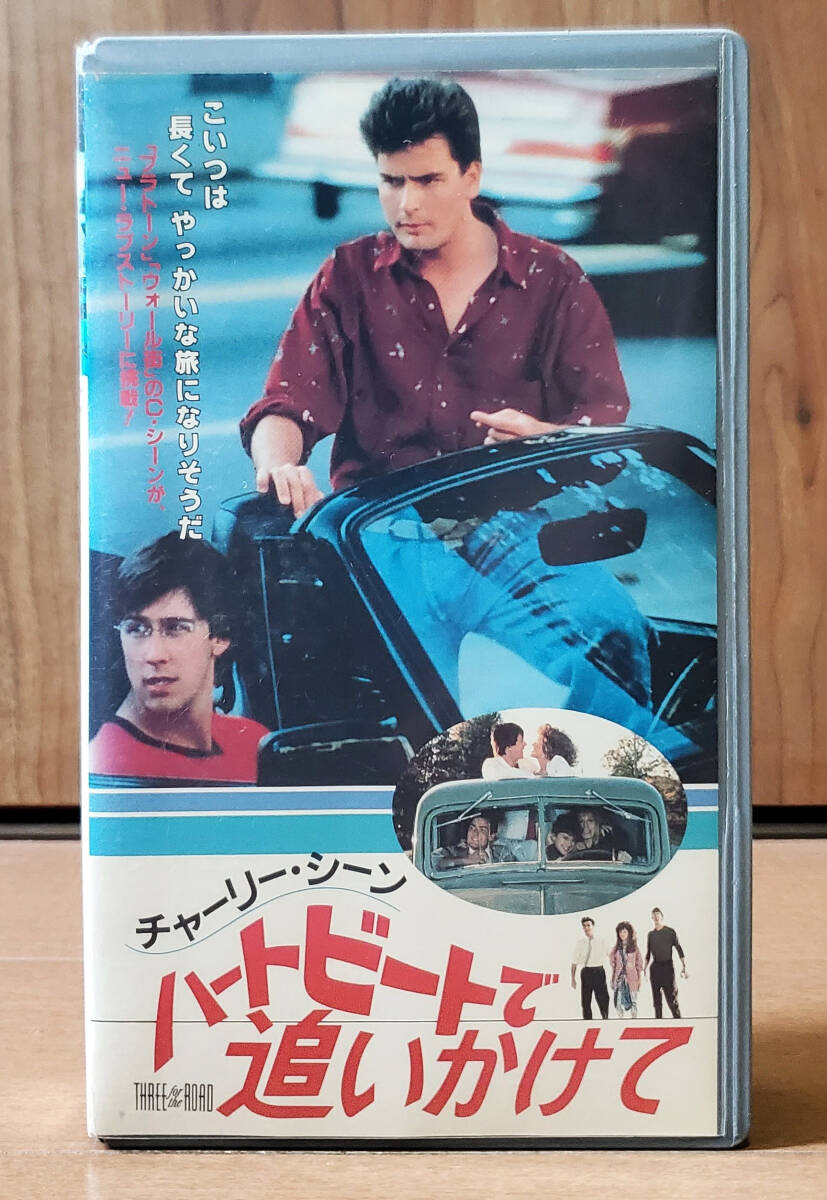 こいつは
長くて やっかいな旅になりそうだ
「プラトーン」「ウォール街」のC・シーンが、
ニュー・ラブストーリーに挑戦!
チャーリー・シーン
ハートビートで
追いかけて
THREE for the ROAD